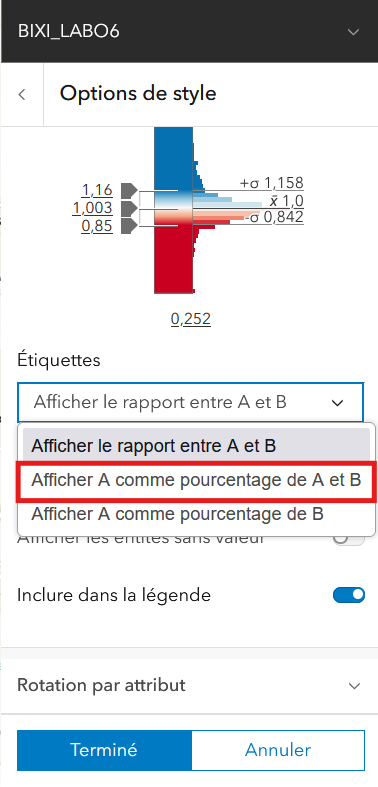 BIXI_LABO6
Options de style
1,16
1,003
0,85
+σ 1,158
x̄ 1,0
-σ 0,842
0,252
Étiquettes
Afficher le rapport entre A et B
Afficher le rapport entre A et B
Afficher A comme pourcentage de A et B
Afficher A comme pourcentage de B
Afficher les entités sans valeur
Inclure dans la légende
Rotation par attribut
Terminé
Annuler